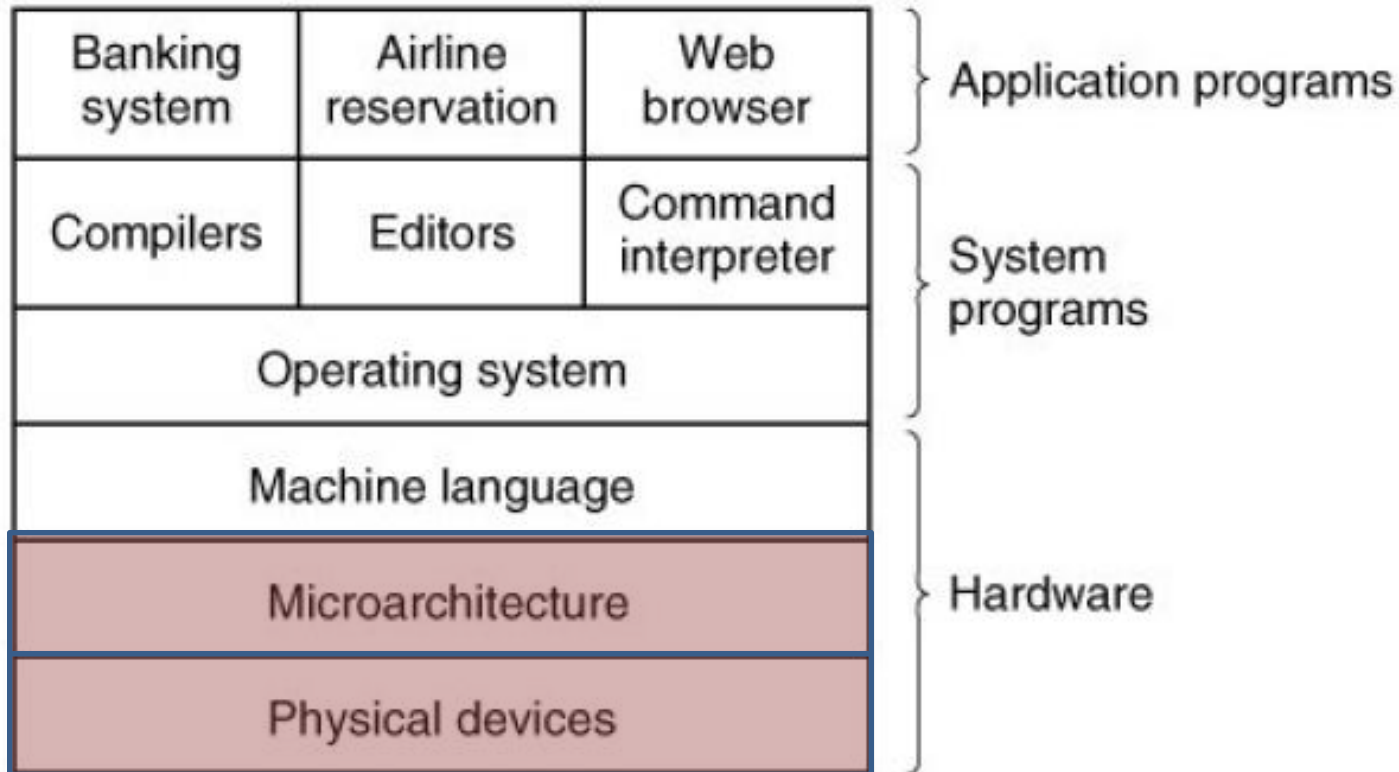 Banking
system
Airline
reservation
Web
browser
Application programs
Compilers
Editors
Command
interpreter
System
programs
Operating system
Machine language
Microarchitecture
Hardware
Physical devices